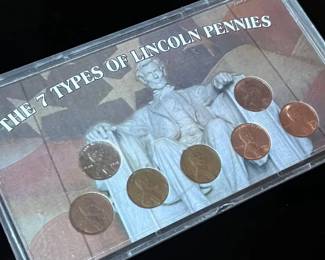 THE 7 TYPES OF LINCOLN PENNIES